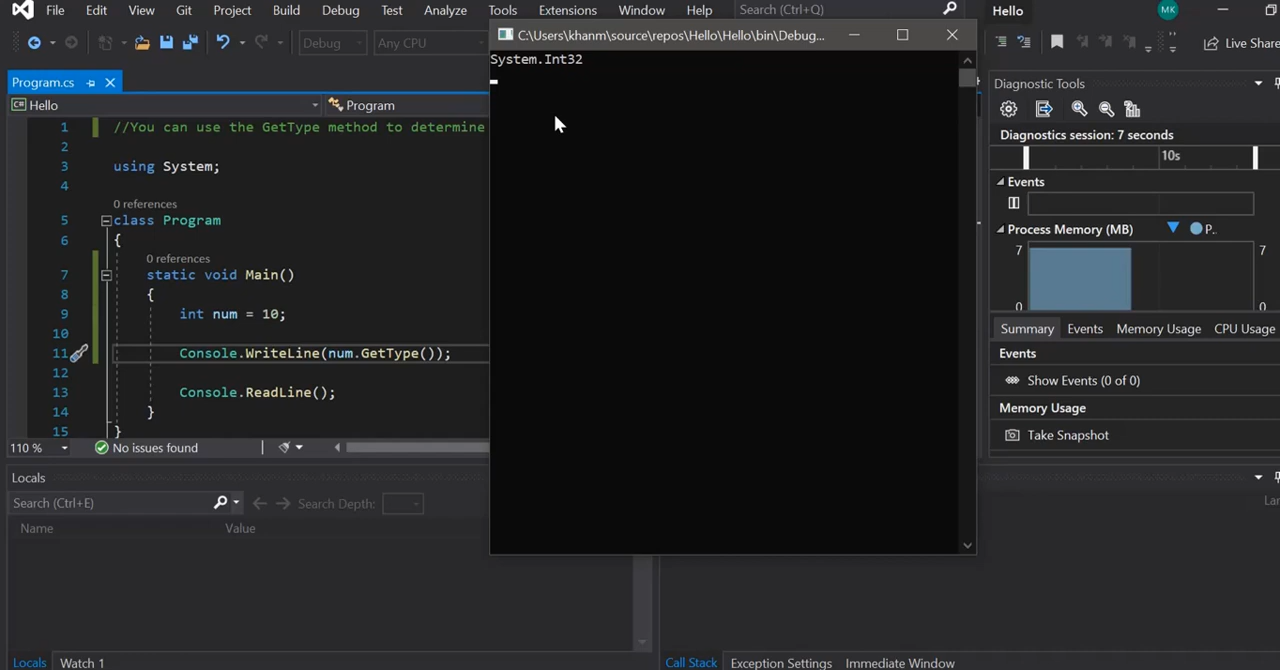 File Edit View Git Project Build Debug Test Analyze Tools Extensions Window Help Search (Ctrl+Q) Hello MK
Debug Any CPU Live Share
C:\Users\khanm\source\repos\Hello\Hello\bin\Debug...
System.Int32
Program.cs
C# Hello Program
1 //You can use the GetType method to determine
2
3 using System;
4
0 references
5 class Program
6 {
0 references
7 static void Main()
8 {
9 int num = 10;
10
11 Console.WriteLine(num.GetType());
12
13 Console.ReadLine();
14 }
15 }
110 % No issues found
Diagnostic Tools
Diagnostics session: 7 seconds
10s
Events
Process Memory (MB) P..
7 7
0 0
Summary Events Memory Usage CPU Usage
Events
Show Events (0 of 0)
Memory Usage
Take Snapshot
Locals
Search (Ctrl+E) Search Depth:
Name Value
Lan
Locals Watch 1
Call Stack Exception Settings Immediate Window